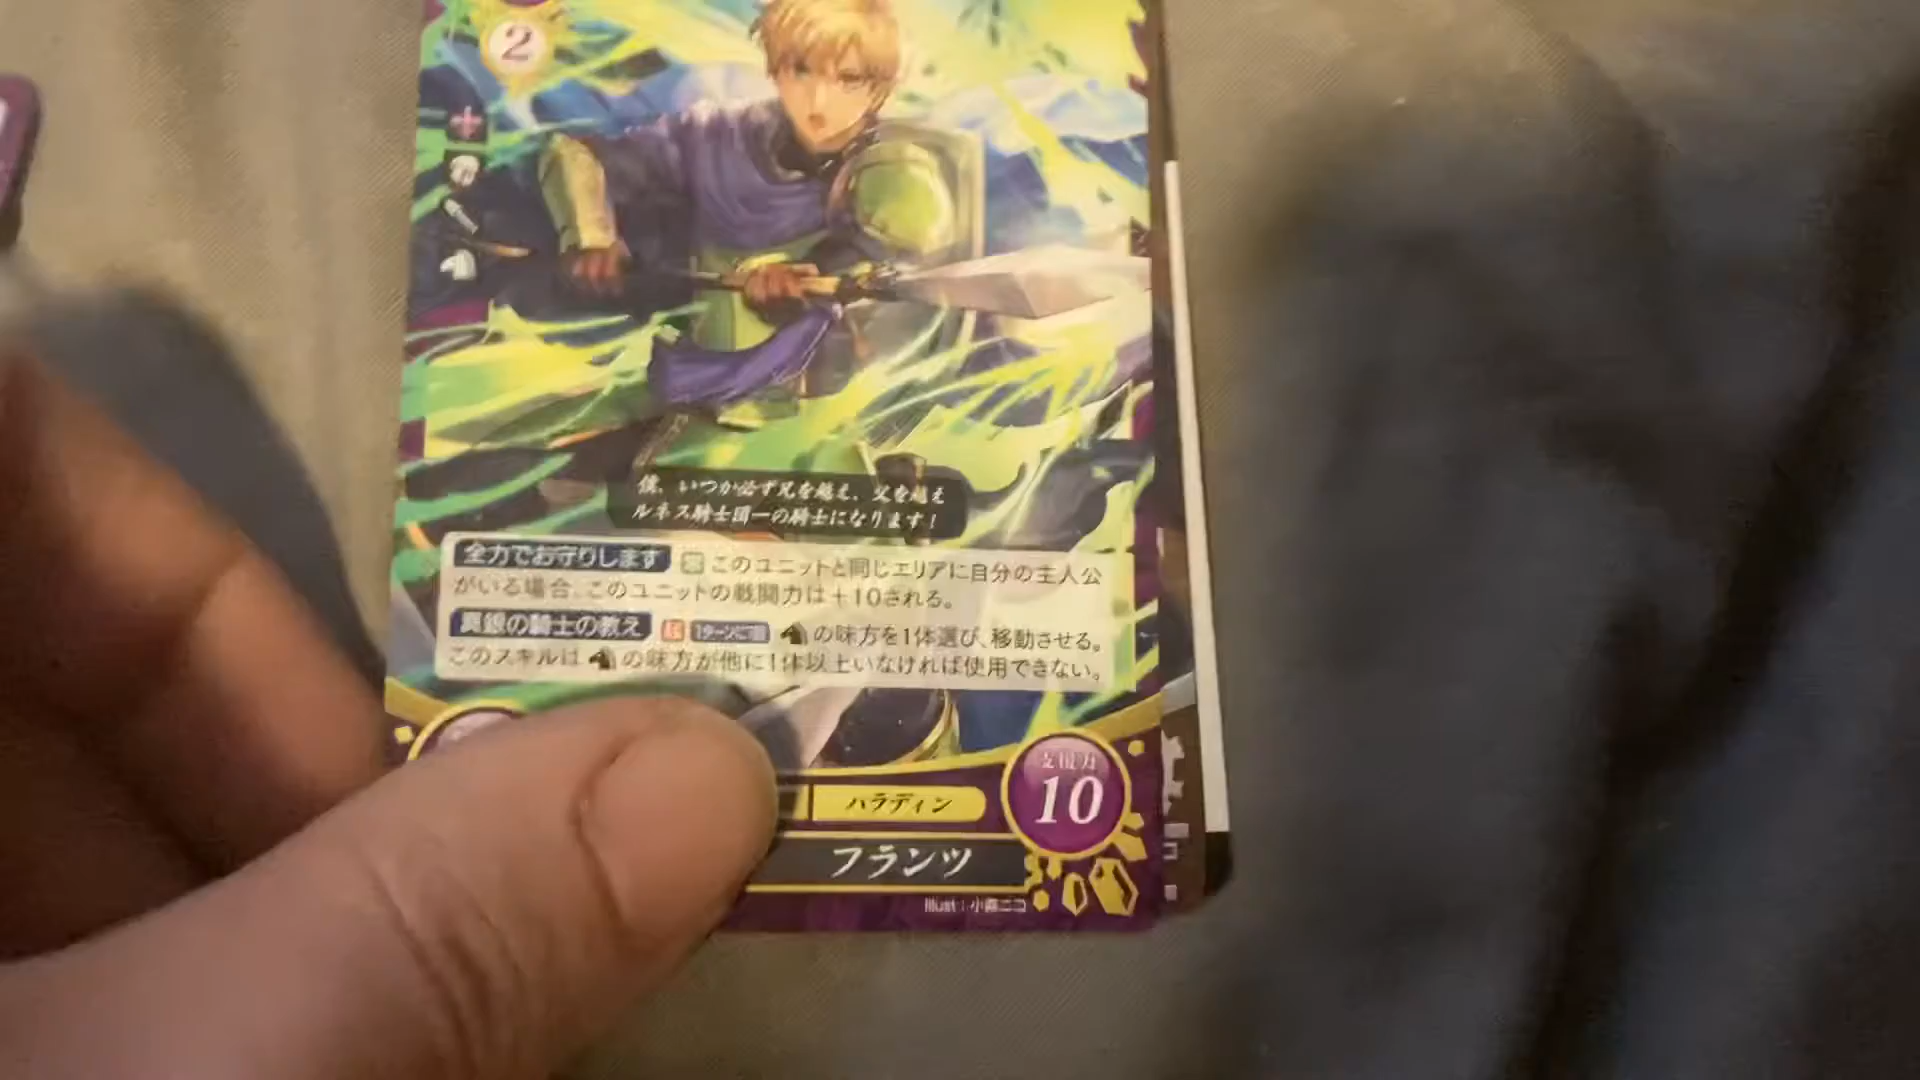 2
僕、いつか必ず兄を越え、父を越え
ルネス騎士団一の騎士になります！
全力でお守りします 常 このユニットと同じエリアに自分の主人公
がいる場合、このユニットの戦闘力は+10される。
真銀の騎士の教え 起 1ターンに1回 の味方を1体選び、移動させる。
このスキルは の味方が他に1体以上いなければ使用できない。
支援力
10
パラディン
フランツ
Illust：小霧ニコ